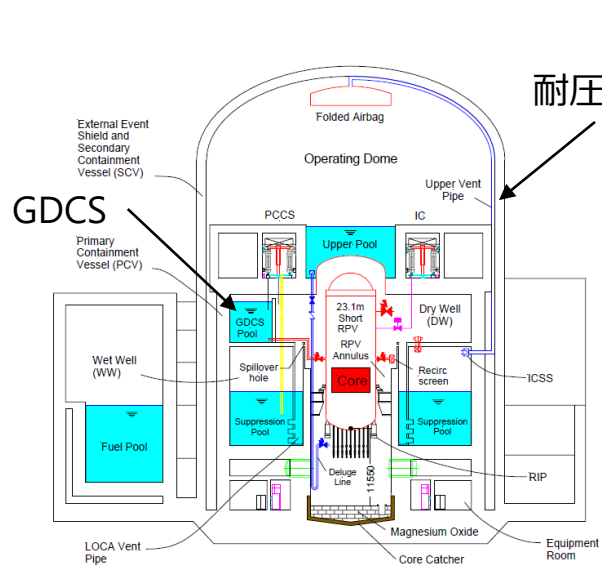 耐圧
Folded Airbag
External Event
Shield and
Secondary
Containment
Vessel (SCV)
Operating Dome
Upper Vent
Pipe
GDCS
PCCS
IC
Upper Pool
Primary
Containment
Vessel (PCV)
23.1m
Short
RPV
Dry Well
(DW)
GDCS
Pool
RPV
Annulus
Wet Well
(WW)
Spillover
hole
Recirc
screen
ICSS
Core
Suppression
Pool
Suppression
Pool
Fuel Pool
Deluge
Line
11550
RIP
Magnesium Oxide
LOCA Vent
Pipe
Core Catcher
Equipment
Room